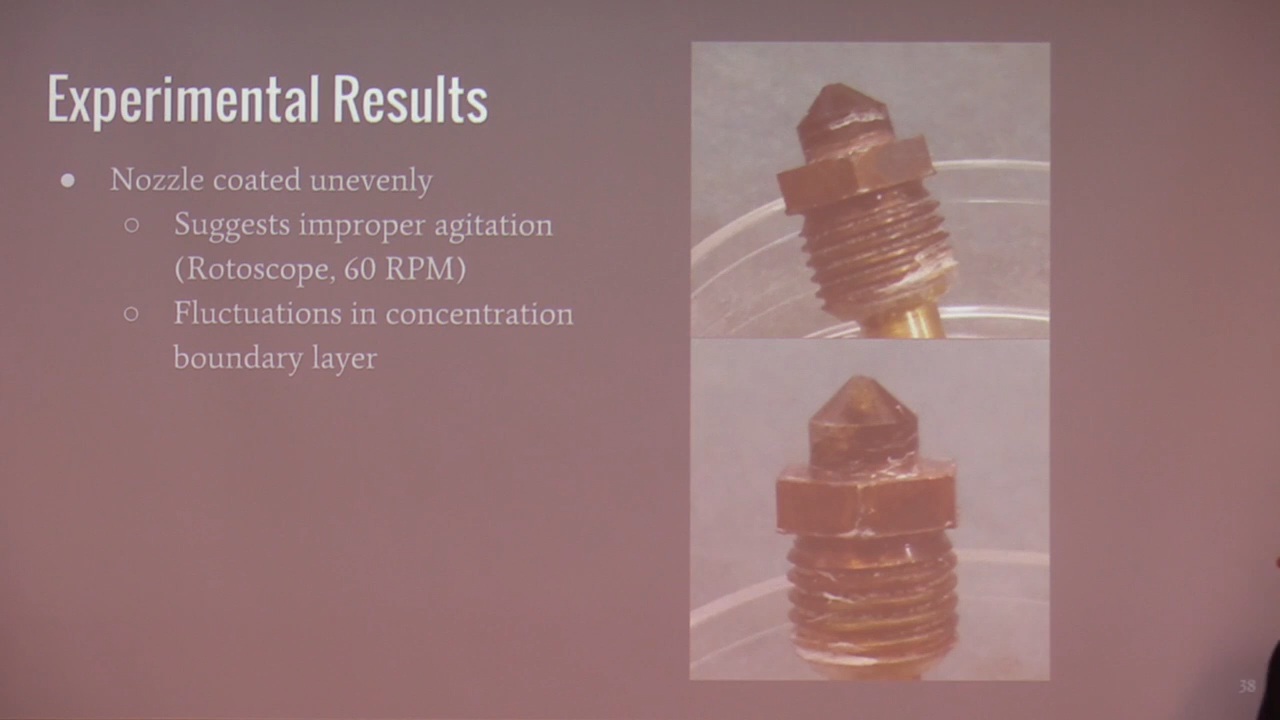 Experimental Results
● Nozzle coated unevenly
○ Suggests improper agitation
(Rotoscope, 60 RPM)
○ Fluctuations in concentration
boundary layer
38